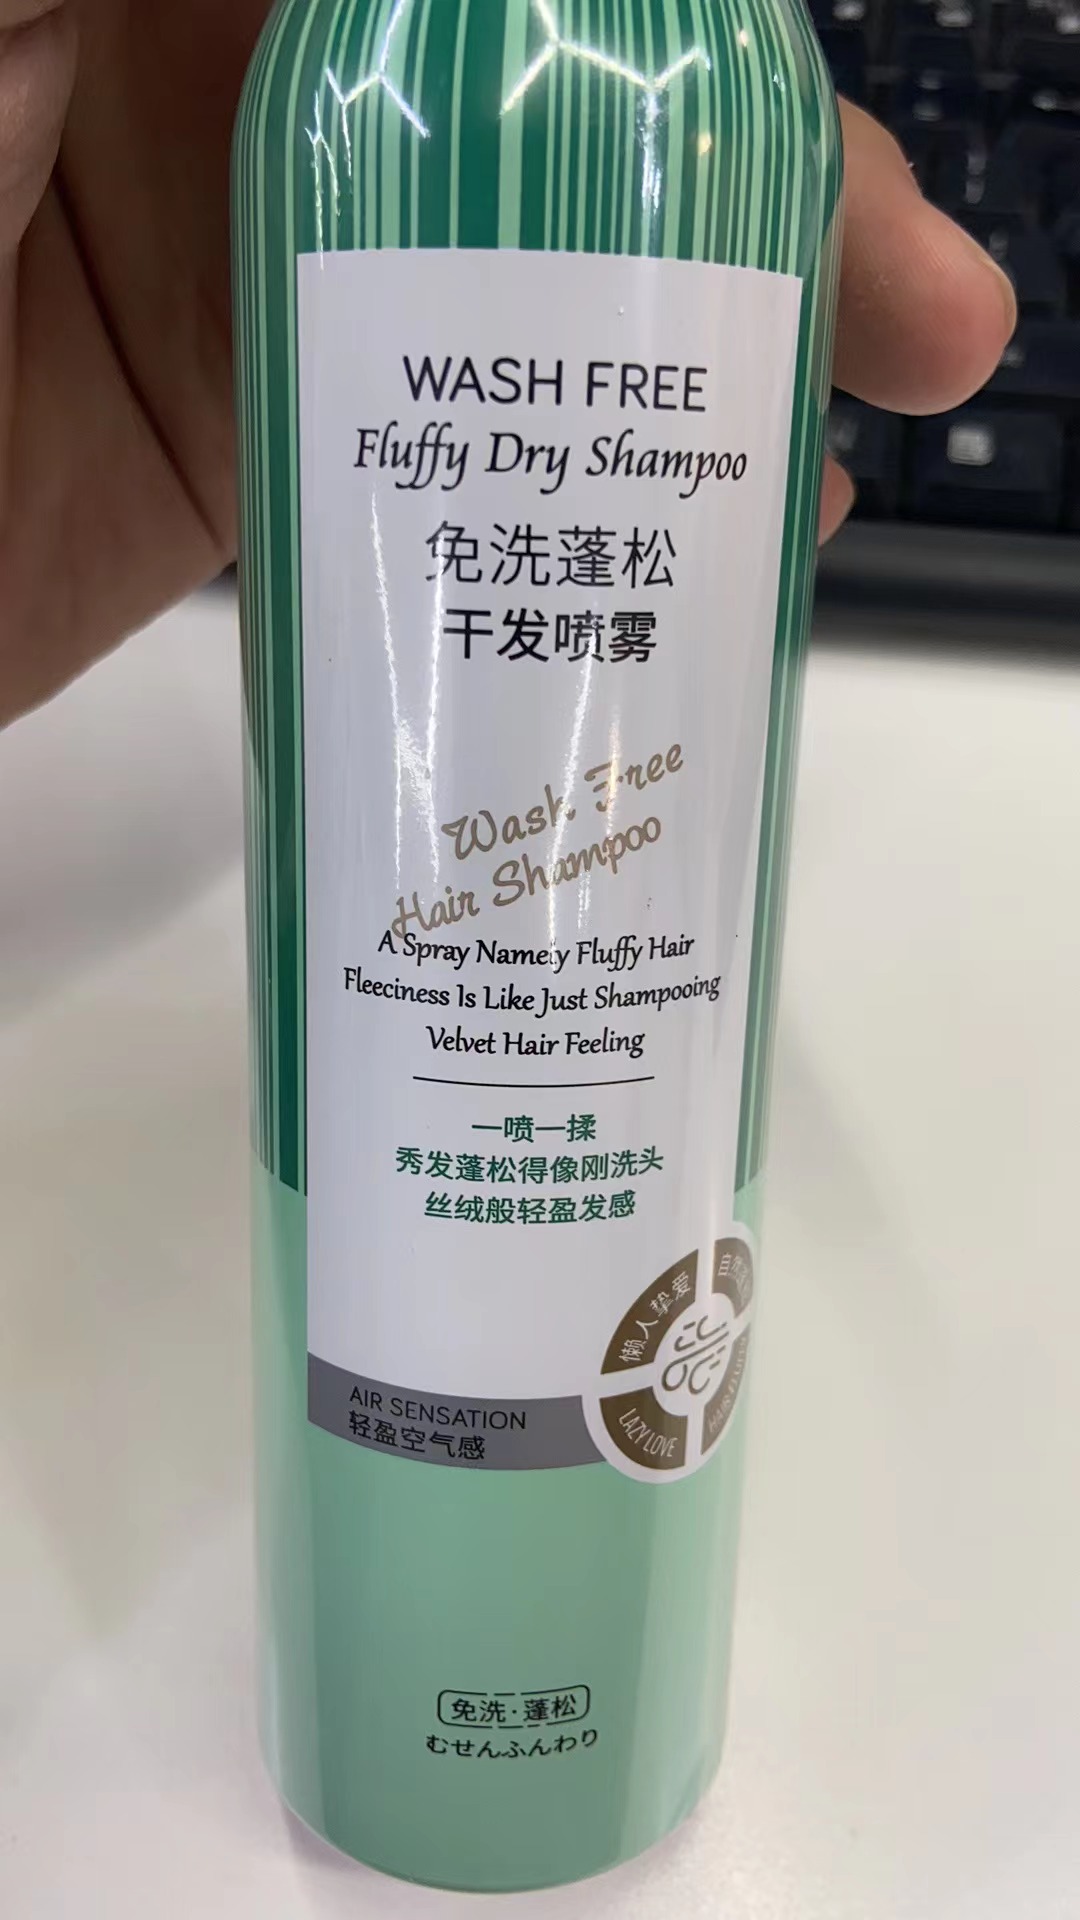 WASH FREE
Fluffy Dry Shampoo
免洗蓬松
干发喷雾
Wash Free
Hair Shampoo
A Spray Namely Fluffy Hair
Fleeciness Is Like Just Shampooing
Velvet Hair Feeling
一喷一揉
秀发蓬松得像刚洗头
丝绒般轻盈发感
懒人挚爱
自然
LAZY LOVE
HAIR
AIR SENSATION
轻盈空气感
免洗·蓬松
むせんふんわり